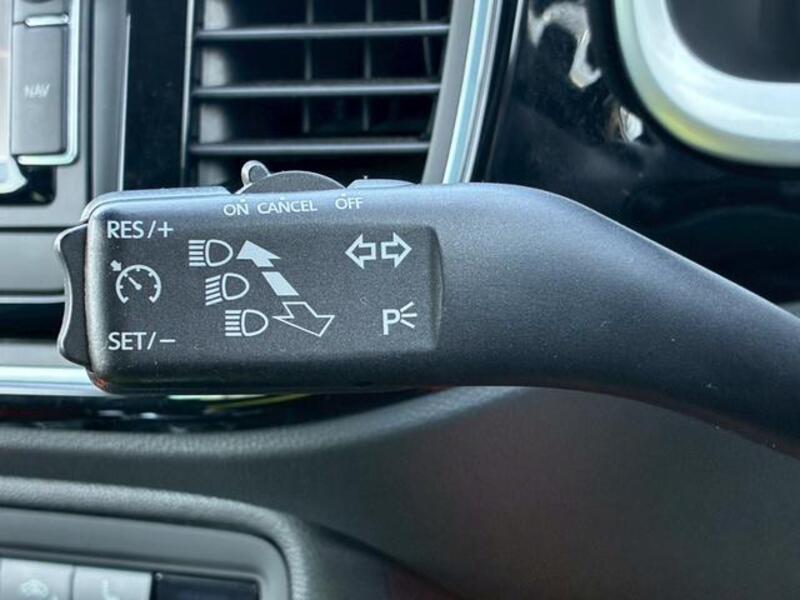 NAV
ON CANCEL OFF
RES/+
SET/-
P